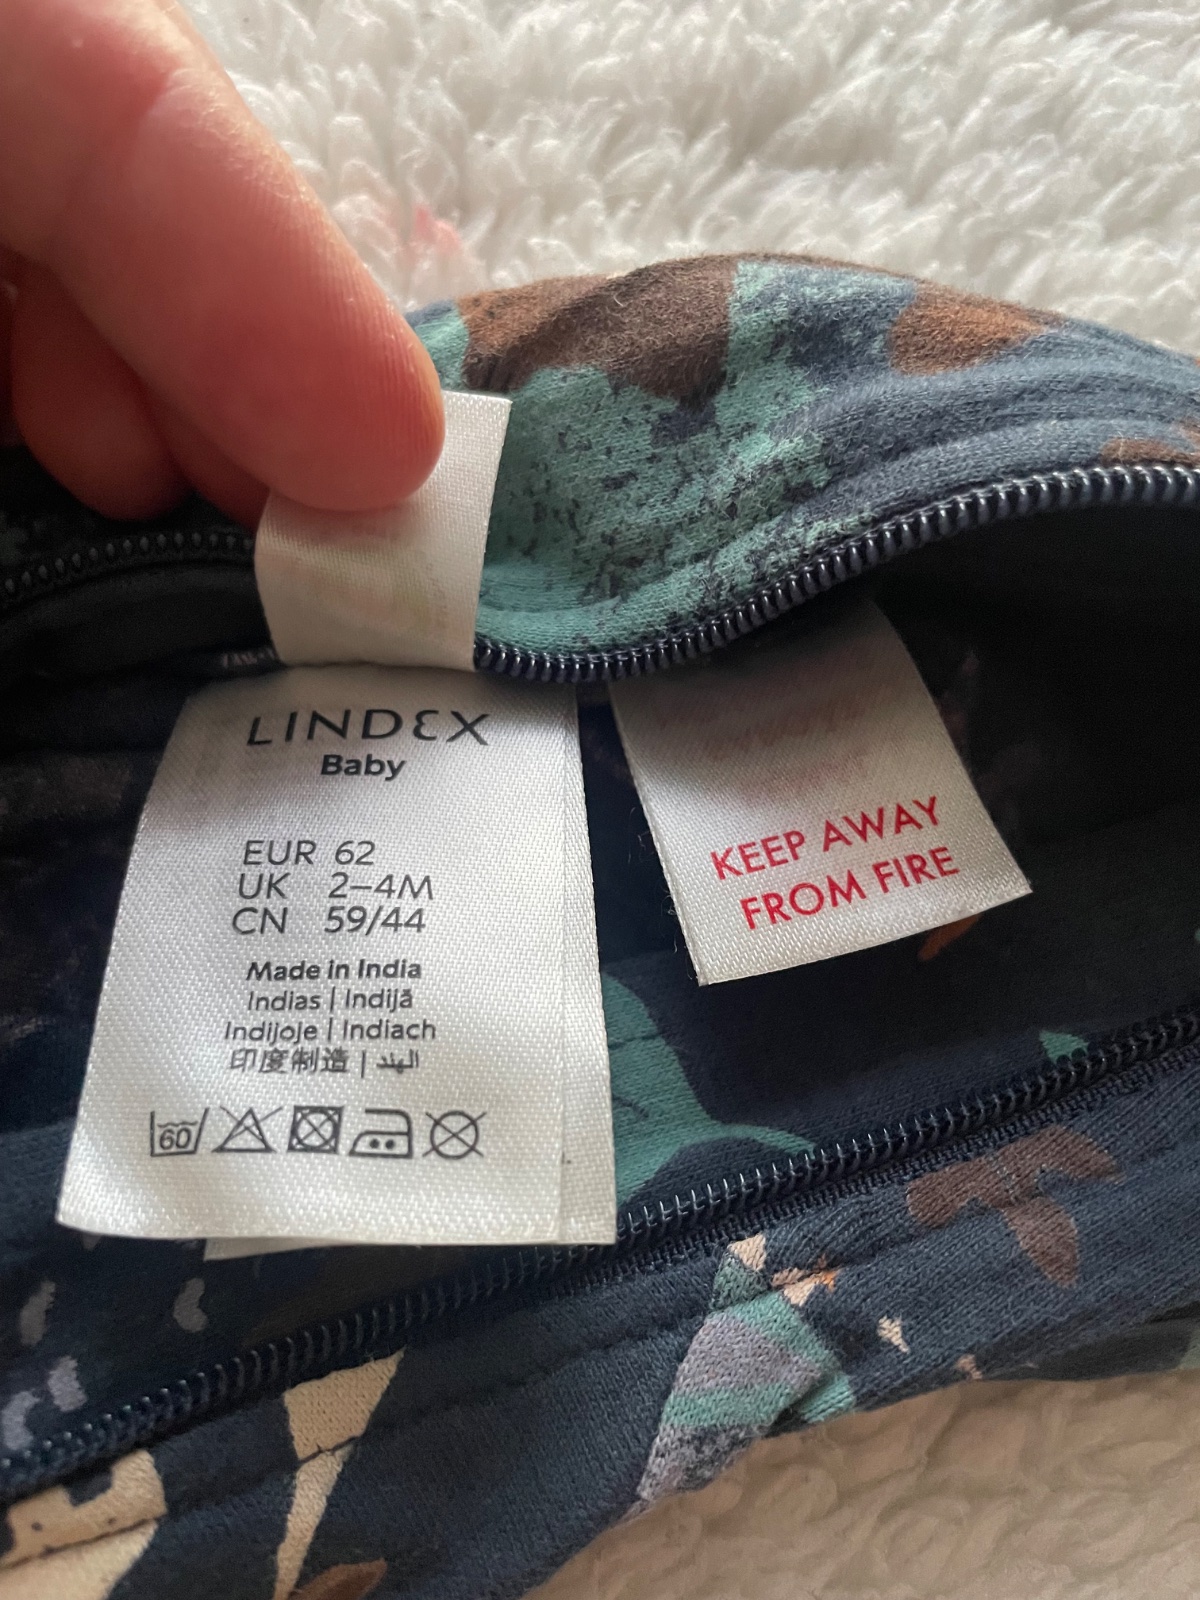 LINDEX
Baby
EUR 62
UK 2–4M
CN 59/44
Made in India
Indias | Indijā
Indijoje | Indiach
印度制造 | الهند
60
KEEP AWAY
FROM FIRE